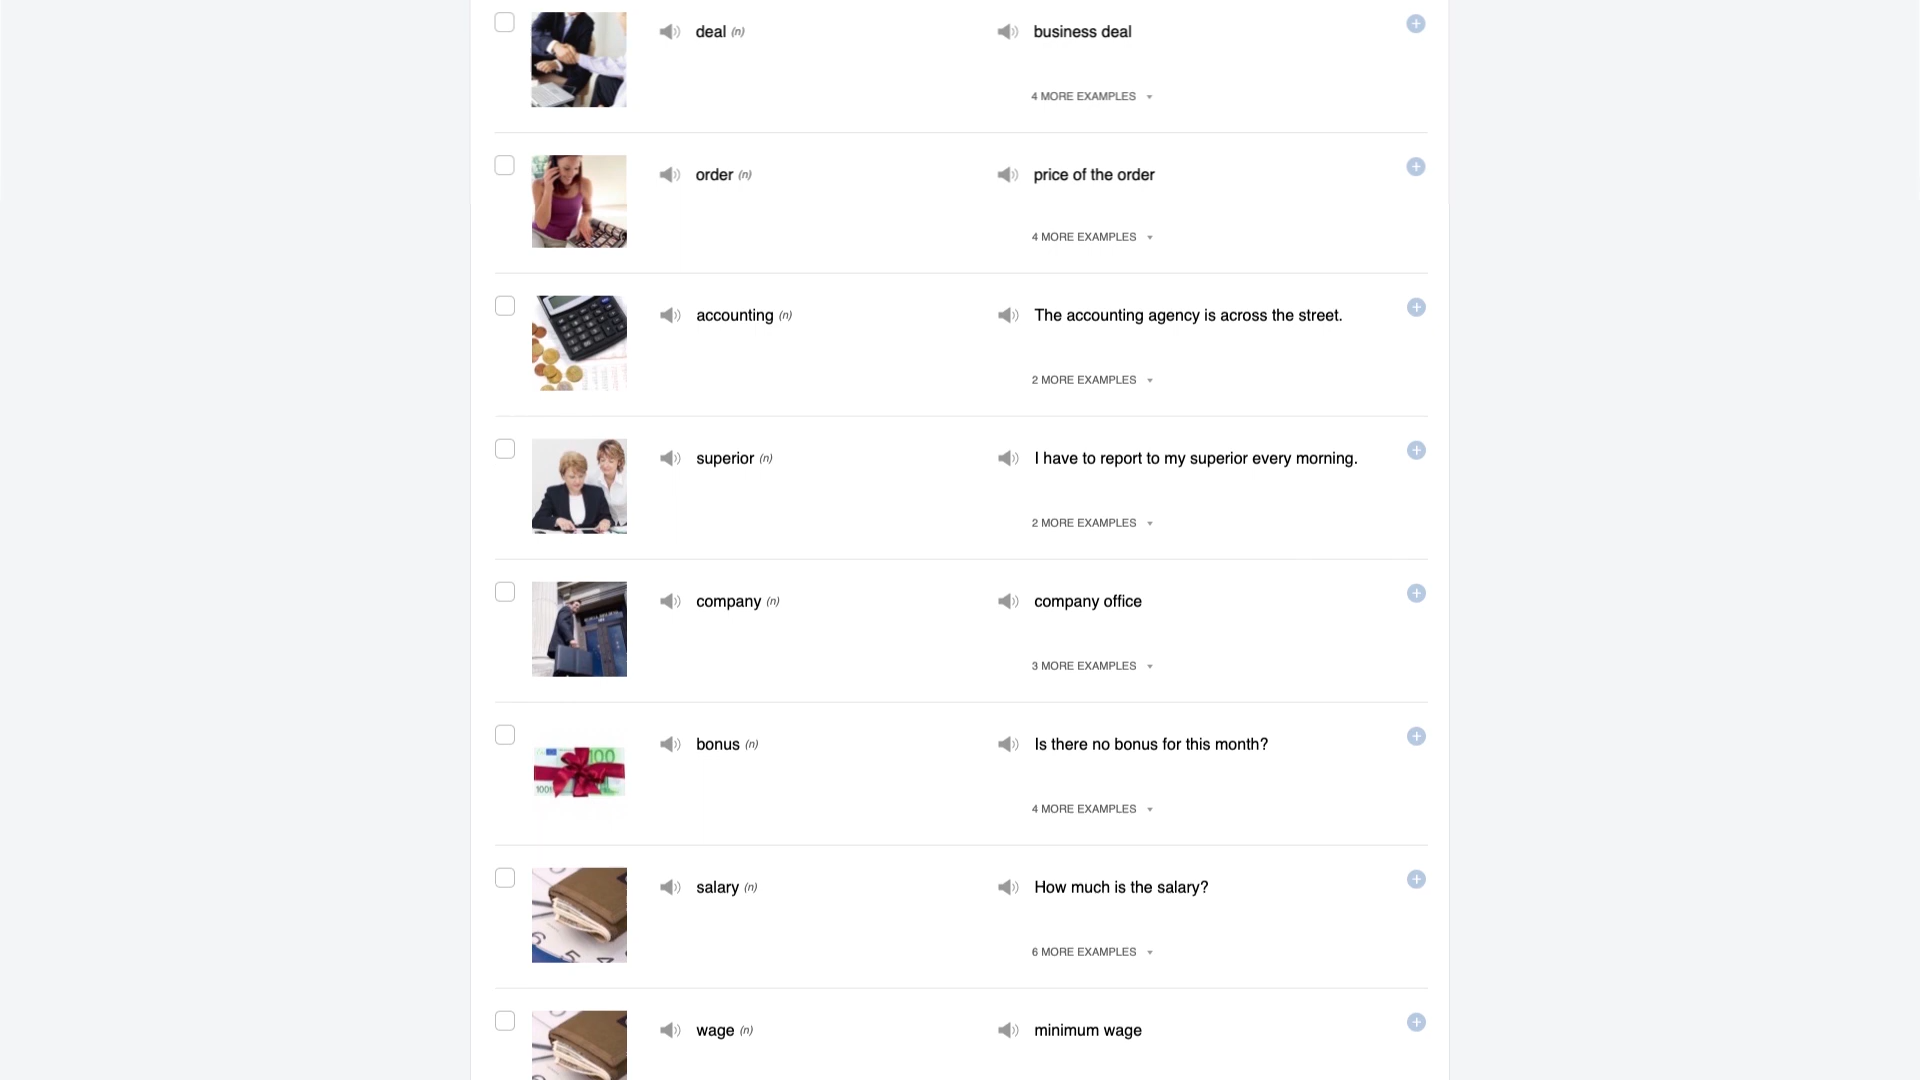 deal (n)
business deal
4 MORE EXAMPLES
order (n)
price of the order
4 MORE EXAMPLES
accounting (n)
The accounting agency is across the street.
2 MORE EXAMPLES
superior (n)
I have to report to my superior every morning.
2 MORE EXAMPLES
company (n)
company office
3 MORE EXAMPLES
bonus (n)
Is there no bonus for this month?
100
100
4 MORE EXAMPLES
salary (n)
How much is the salary?
6 MORE EXAMPLES
wage (n)
minimum wage